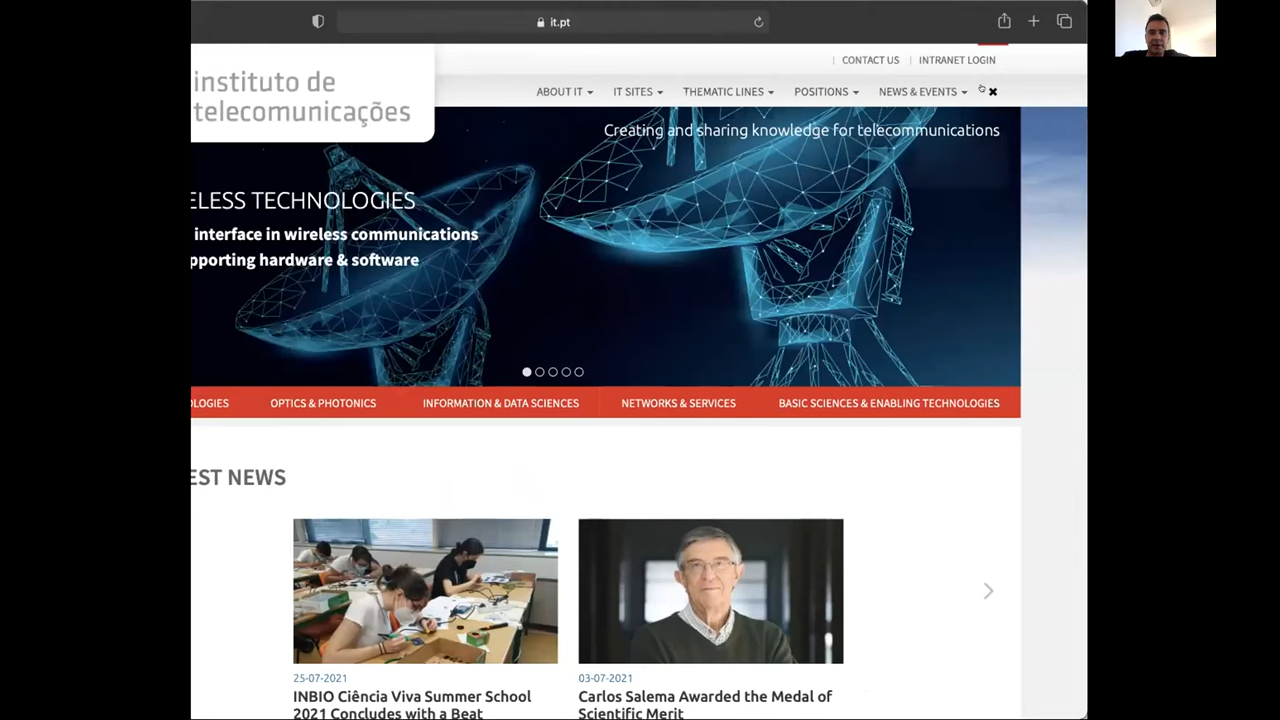 it.pt
CONTACT US
INTRANET LOGIN
instituto de
telecomunicações
ABOUT IT
IT SITES
THEMATIC LINES
POSITIONS
NEWS & EVENTS
Creating and sharing knowledge for telecommunications
ELESS TECHNOLOGIES
interface in wireless communications
pporting hardware & software
OLOGIES
OPTICS & PHOTONICS
INFORMATION & DATA SCIENCES
NETWORKS & SERVICES
BASIC SCIENCES & ENABLING TECHNOLOGIES
EST NEWS
25-07-2021
INBIO Ciência Viva Summer School
2021 Concludes with a Beat
03-07-2021
Carlos Salema Awarded the Medal of
Scientific Merit